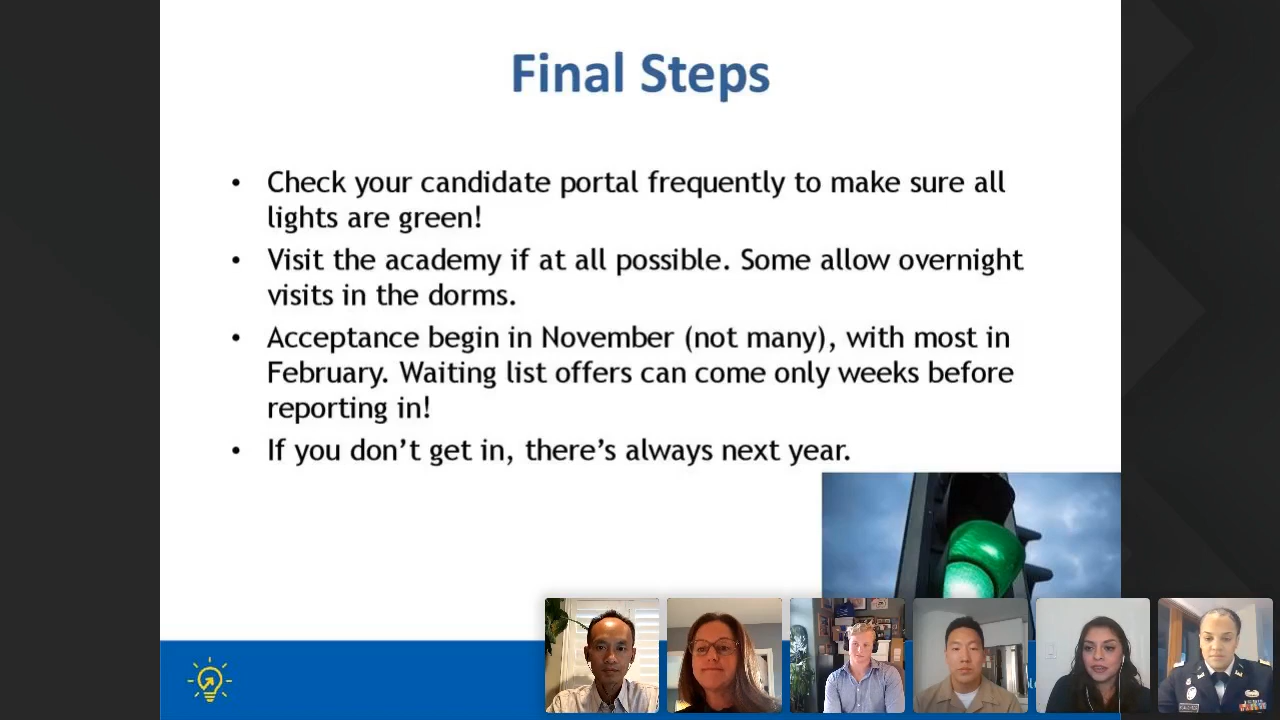 Final Steps
• Check your candidate portal frequently to make sure all
lights are green!
• Visit the academy if at all possible. Some allow overnight
visits in the dorms.
• Acceptance begin in November (not many), with most in
February. Waiting list offers can come only weeks before
reporting in!
• If you don’t get in, there’s always next year.